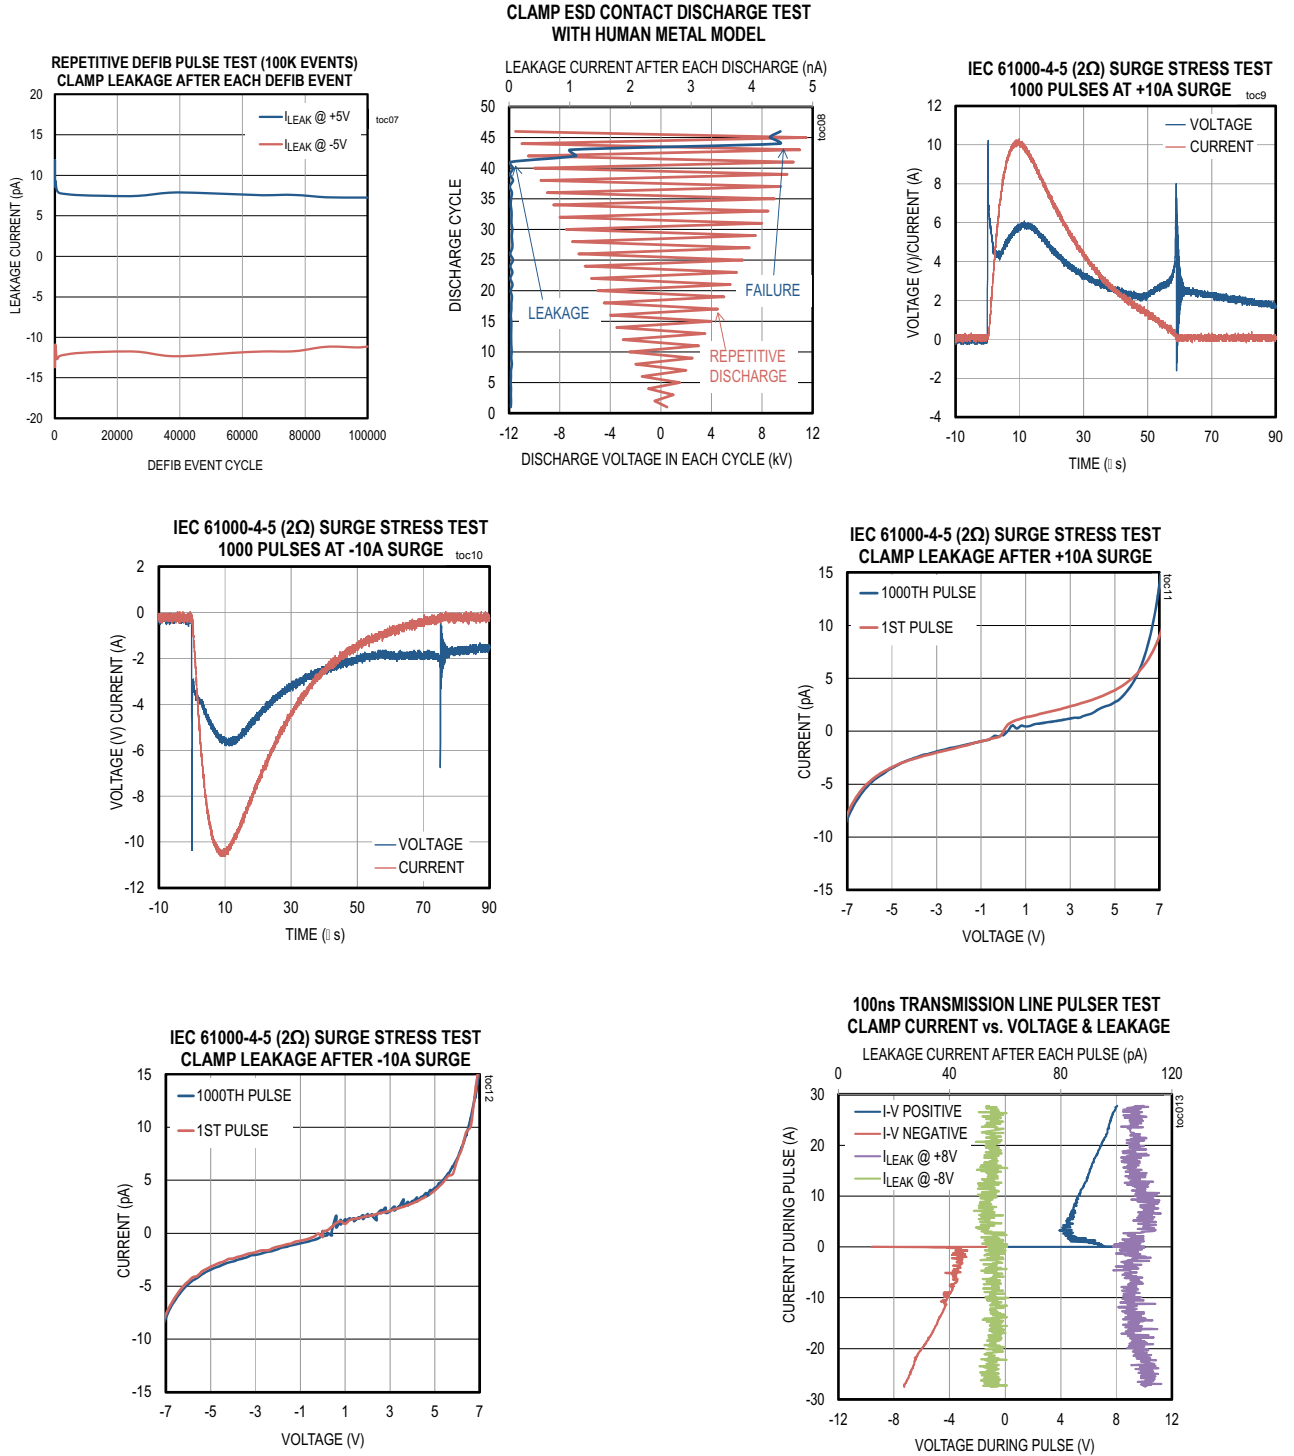 REPETITIVE DEFIB PULSE TEST (100K EVENTS)
CLAMP LEAKAGE AFTER EACH DEFIB EVENT
toc07
20
15
10
5
0
-5
-10
-15
-20
LEAKAGE CURRENT (pA)
ILEAK @ +5V
ILEAK @ -5V
0 20000 40000 60000 80000 100000
DEFIB EVENT CYCLE
CLAMP ESD CONTACT DISCHARGE TEST
WITH HUMAN METAL MODEL
LEAKAGE CURRENT AFTER EACH DISCHARGE (nA)
0 1 2 3 4 5
toc08
50
45
40
35
30
25
20
15
10
5
0
DISCHARGE CYCLE
LEAKAGE
FAILURE
REPETITIVE
DISCHARGE
-12 -8 -4 0 4 8 12
DISCHARGE VOLTAGE IN EACH CYCLE (kV)
IEC 61000-4-5 (2Ω) SURGE STRESS TEST
1000 PULSES AT +10A SURGE
toc9
12
10
8
6
4
2
0
-2
-4
VOLTAGE (V)/CURRENT (A)
VOLTAGE
CURRENT
-10 10 30 50 70 90
TIME (▯s)
IEC 61000-4-5 (2Ω) SURGE STRESS TEST
1000 PULSES AT -10A SURGE
toc10
2
0
-2
-4
-6
-8
-10
-12
VOLTAGE (V) CURRENT (A)
VOLTAGE
CURRENT
-10 10 30 50 70 90
TIME (▯s)
IEC 61000-4-5 (2Ω) SURGE STRESS TEST
CLAMP LEAKAGE AFTER +10A SURGE
toc11
15
10
5
0
-5
-10
-15
CURRENT (pA)
1000TH PULSE
1ST PULSE
-7 -5 -3 -1 1 3 5 7
VOLTAGE (V)
IEC 61000-4-5 (2Ω) SURGE STRESS TEST
CLAMP LEAKAGE AFTER -10A SURGE
toc12
15
10
5
0
-5
-10
-15
CURRENT (pA)
1000TH PULSE
1ST PULSE
-7 -5 -3 -1 1 3 5 7
VOLTAGE (V)
100ns TRANSMISSION LINE PULSER TEST
CLAMP CURRENT vs. VOLTAGE & LEAKAGE
LEAKAGE CURRENT AFTER EACH PULSE (pA)
0 40 80 120
toc013
30
20
10
0
-10
-20
-30
CURERNT DURING PULSE (A)
I-V POSITIVE
I-V NEGATIVE
ILEAK @ +8V
ILEAK @ -8V
-12 -8 -4 0 4 8 12
VOLTAGE DURING PULSE (V)